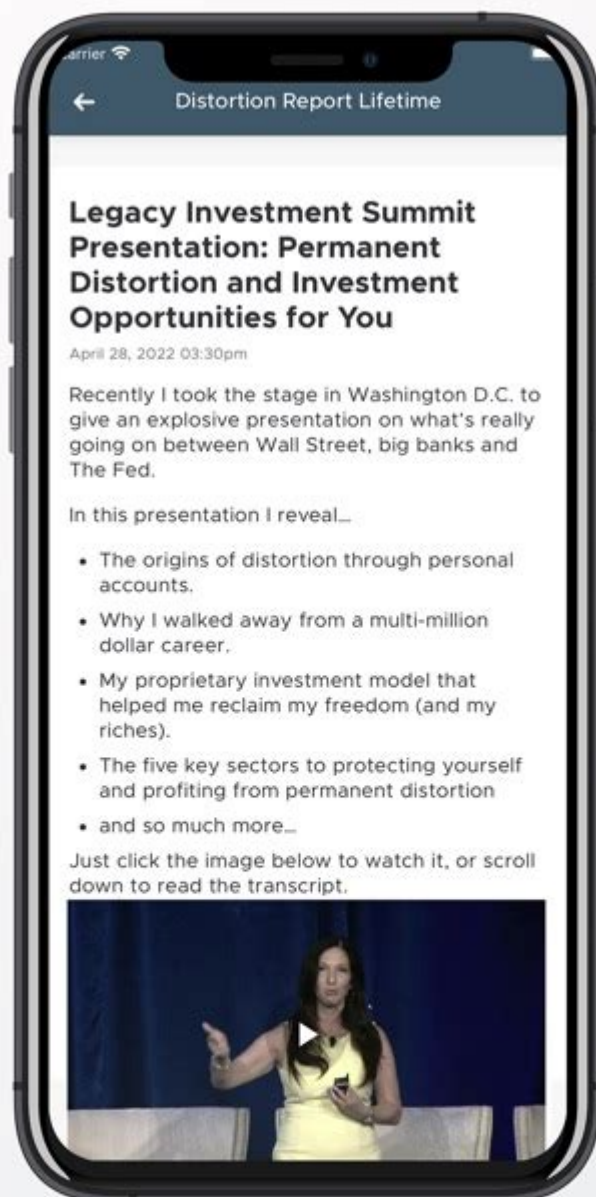 arrier
Distortion Report Lifetime
Legacy Investment Summit
Presentation: Permanent
Distortion and Investment
Opportunities for You
April 28, 2022 03:30pm
Recently I took the stage in Washington D.C. to
give an explosive presentation on what's really
going on between Wall Street, big banks and
The Fed.
In this presentation I reveal…
• The origins of distortion through personal
accounts.
• Why I walked away from a multi-million
dollar career.
• My proprietary investment model that
helped me reclaim my freedom (and my
riches).
• The five key sectors to protecting yourself
and profiting from permanent distortion
• and so much more…
Just click the image below to watch it, or scroll
down to read the transcript.